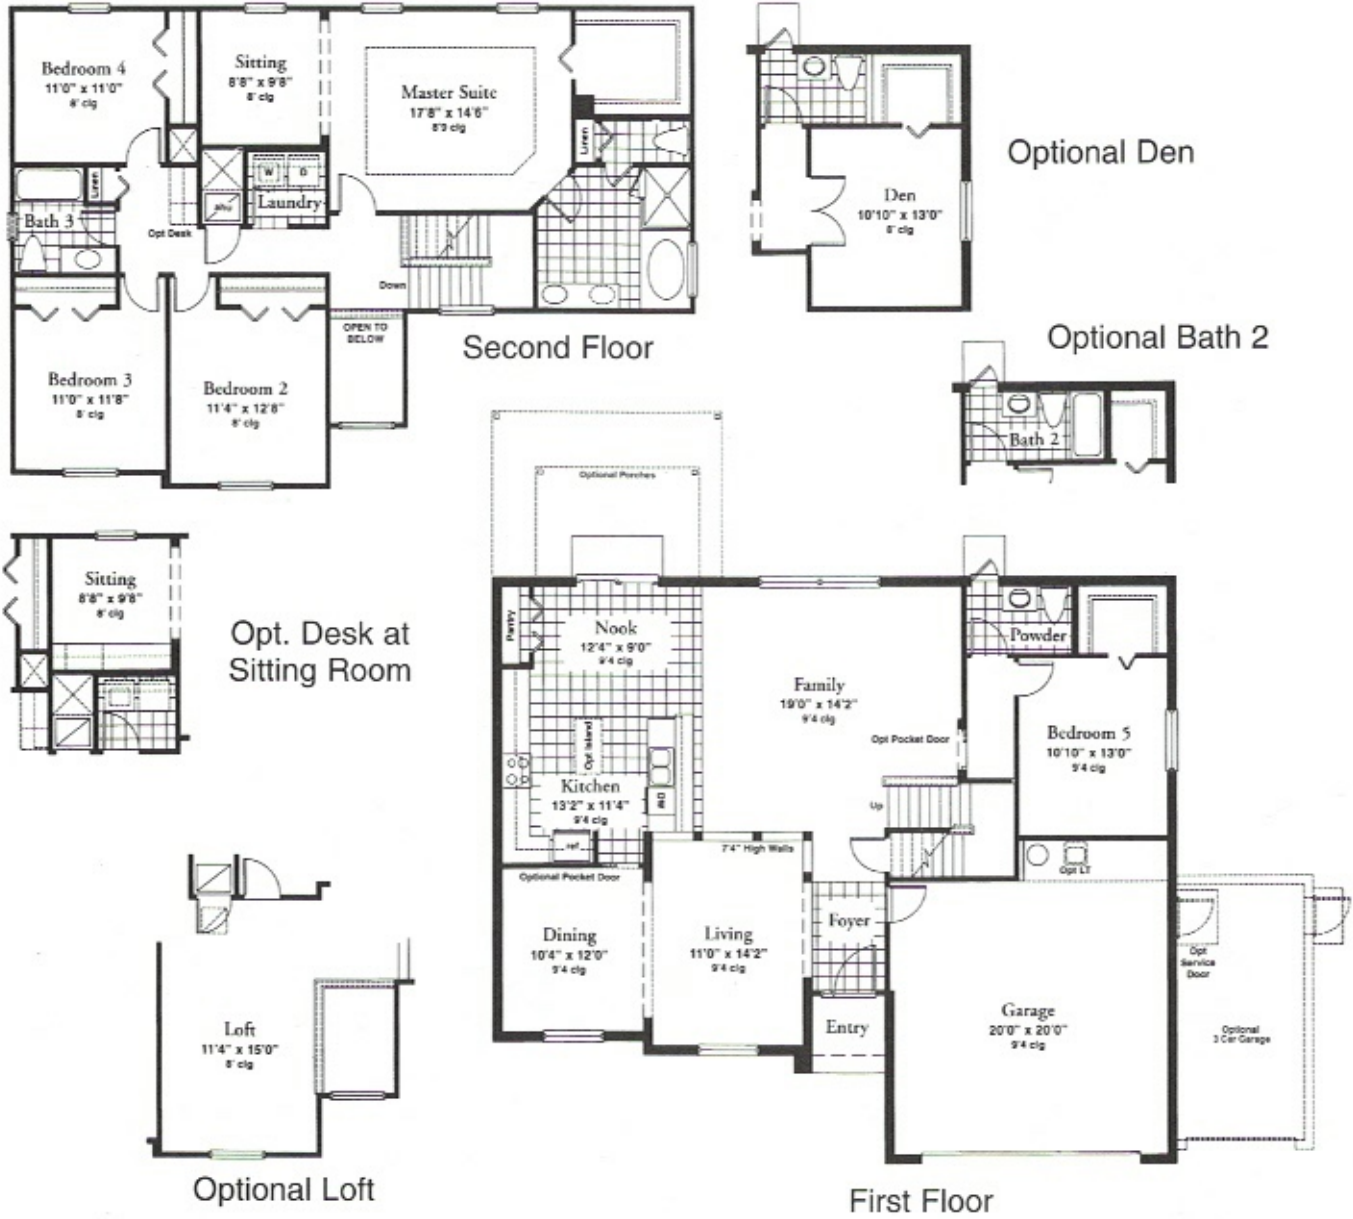 Bedroom 4
11'0" x 11'0"
8' clg
Sitting
8'8" x 9'8"
8' clg
Master Suite
17'8" x 14'6"
8'9 clg
Linen
Linen
W
D
Laundry
ahu
Bath 3
Opt Desk
Down
OPEN TO
BELOW
Bedroom 3
11'0" x 11'8"
8' clg
Bedroom 2
11'4" x 12'8"
8' clg
Second Floor
Den
10'10" x 13'0"
8' clg
Optional Den
Optional Bath 2
Bath 2
Sitting
8'8" x 9'8"
8' clg
Opt. Desk at
Sitting Room
Loft
11'4" x 15'0"
8' clg
Optional Loft
Optional Porches
Pantry
Nook
12'4" x 9'0"
9'4 clg
Opt Island
Kitchen
13'2" x 11'4"
9'4 clg
ref
Family
19'0" x 14'2"
9'4 clg
Opt Pocket Door
Up
Powder
Bedroom 5
10'10" x 13'0"
9'4 clg
Opt LT
7'4" High Walls
Optional Pocket Door
Dining
10'4" x 12'0"
9'4 clg
Living
11'0" x 14'2"
9'4 clg
Foyer
Entry
Garage
20'0" x 20'0"
9'4 clg
Opt
Service
Door
Optional
3 Car Garage
First Floor